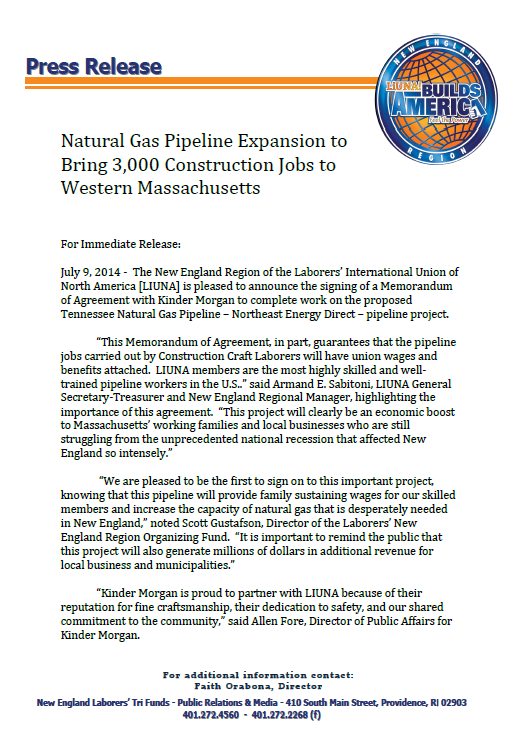 Press Release
NEW ENGLAND
LIUNA!
BUILDS
AMERICA
Feel the Power
REGION
Natural Gas Pipeline Expansion to
Bring 3,000 Construction Jobs to
Western Massachusetts
For Immediate Release:
July 9, 2014 - The New England Region of the Laborers' International Union of
North America [LIUNA] is pleased to announce the signing of a Memorandum
of Agreement with Kinder Morgan to complete work on the proposed
Tennessee Natural Gas Pipeline – Northeast Energy Direct – pipeline project.
"This Memorandum of Agreement, in part, guarantees that the pipeline
jobs carried out by Construction Craft Laborers will have union wages and
benefits attached. LIUNA members are the most highly skilled and well-
trained pipeline workers in the U.S.." said Armand E. Sabitoni, LIUNA General
Secretary-Treasurer and New England Regional Manager, highlighting the
importance of this agreement. "This project will clearly be an economic boost
to Massachusetts' working families and local businesses who are still
struggling from the unprecedented national recession that affected New
England so intensely."
"We are pleased to be the first to sign on to this important project,
knowing that this pipeline will provide family sustaining wages for our skilled
members and increase the capacity of natural gas that is desperately needed
in New England," noted Scott Gustafson, Director of the Laborers' New
England Region Organizing Fund. "It is important to remind the public that
this project will also generate millions of dollars in additional revenue for
local business and municipalities."
"Kinder Morgan is proud to partner with LIUNA because of their
reputation for fine craftsmanship, their dedication to safety, and our shared
commitment to the community," said Allen Fore, Director of Public Affairs for
Kinder Morgan.
For additional information contact:
Faith Orabona, Director
New England Laborers' Tri Funds - Public Relations & Media - 410 South Main Street, Providence, RI 02903
401.272.4560 - 401.272.2268 (f)